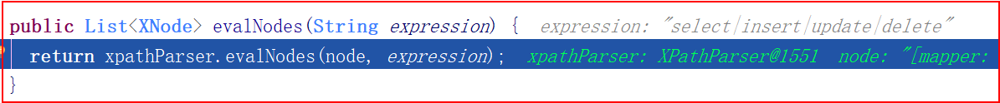 public List<XNode> evalNodes(String expression) { expression: "select|insert|update|delete"
return xpathParser.evalNodes(node, expression); xpathParser: XPathParser@1551 node: "[mapper:
}